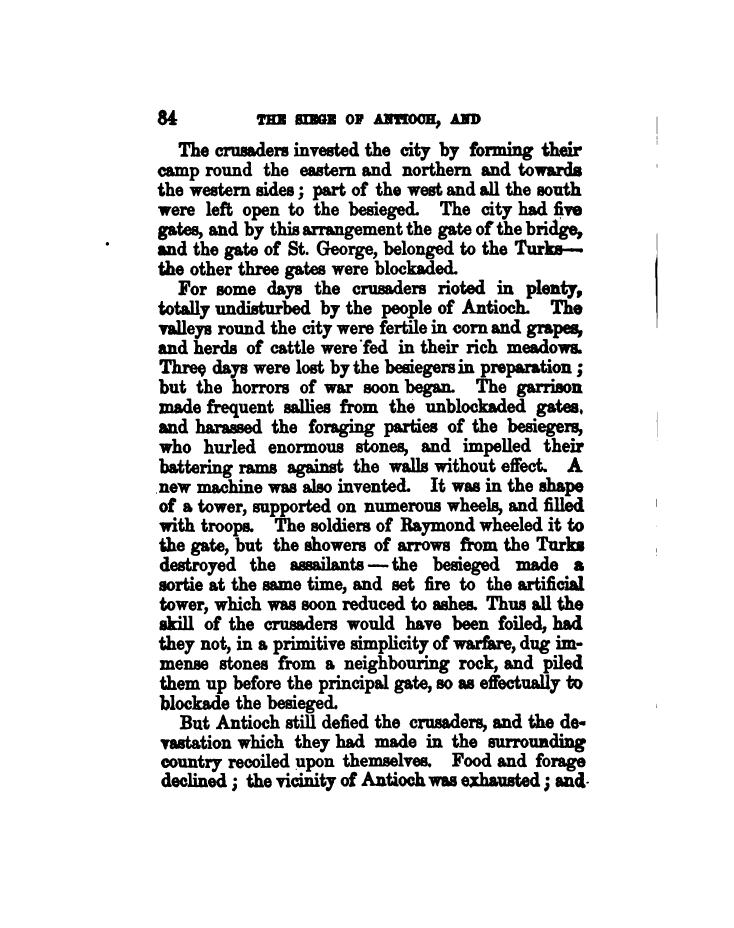 84 THE SIEGE OF ANTIOCH, AND
The crusaders invested the city by forming their
camp round the eastern and northern and towards
the western sides; part of the west and all the south
were left open to the besieged. The city had five
gates, and by this arrangement the gate of the bridge,
and the gate of St. George, belonged to the Turks—
the other three gates were blockaded.
For some days the crusaders rioted in plenty,
totally undisturbed by the people of Antioch. The
valleys round the city were fertile in corn and grapes,
and herds of cattle were fed in their rich meadows.
Three days were lost by the besiegers in preparation;
but the horrors of war soon began. The garrison
made frequent sallies from the unblockaded gates,
and harassed the foraging parties of the besiegers,
who hurled enormous stones, and impelled their
battering rams against the walls without effect. A
new machine was also invented. It was in the shape
of a tower, supported on numerous wheels, and filled
with troops. The soldiers of Raymond wheeled it to
the gate, but the showers of arrows from the Turks
destroyed the assailants—the besieged made a
sortie at the same time, and set fire to the artificial
tower, which was soon reduced to ashes. Thus all the
skill of the crusaders would have been foiled, had
they not, in a primitive simplicity of warfare, dug im-
mense stones from a neighbouring rock, and piled
them up before the principal gate, so as effectually to
blockade the besieged.
But Antioch still defied the crusaders, and the de-
vastation which they had made in the surrounding
country recoiled upon themselves. Food and forage
declined; the vicinity of Antioch was exhausted; and